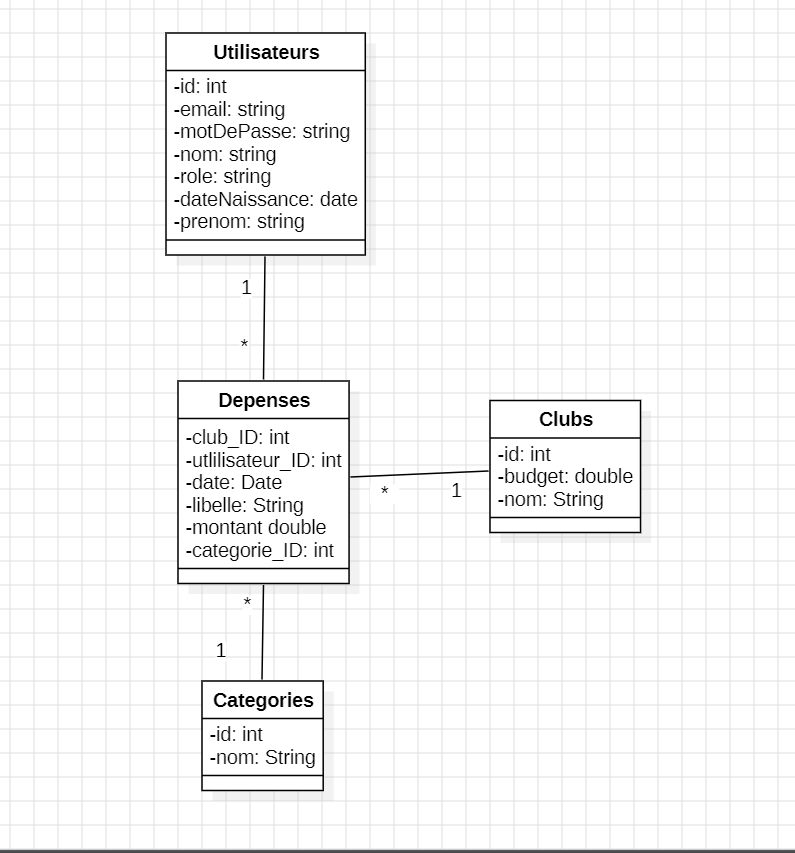 Utilisateurs
-id: int
-email: string
-motDePasse: string
-nom: string
-role: string
-dateNaissance: date
-prenom: string
1
*
Depenses
-club_ID: int
-utlilisateur_ID: int
-date: Date
-libelle: String
-montant double
-categorie_ID: int
* 1
Clubs
-id: int
-budget: double
-nom: String
*
1
Categories
-id: int
-nom: String